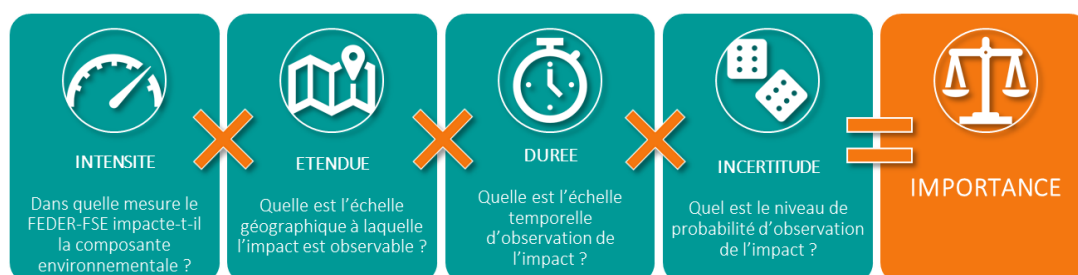 INTENSITE
Dans quelle mesure le
FEDER-FSE impacte-t-il
la composante
environnementale ?
ETENDUE
Quelle est l'échelle
géographique à laquelle
l'impact est observable ?
DUREE
Quelle est l'échelle
temporelle
d'observation de
l'impact ?
INCERTITUDE
Quel est le niveau de
probabilité d'observation
de l'impact ?
IMPORTANCE